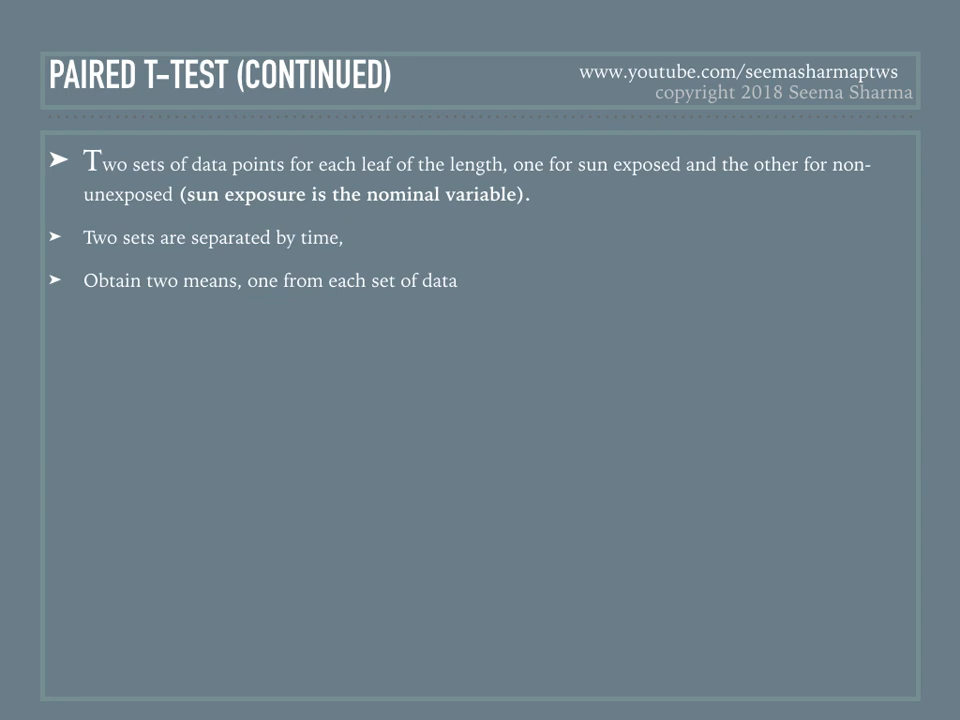 PAIRED T-TEST (CONTINUED)
www.youtube.com/seemasharmaptws
copyright 2018 Seema Sharma
➤ Two sets of data points for each leaf of the length, one for sun exposed and the other for non-
unexposed (sun exposure is the nominal variable).
➤ Two sets are separated by time,
➤ Obtain two means, one from each set of data